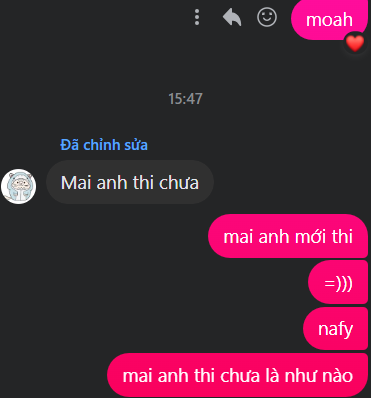 moah
15:47
Đã chỉnh sửa
Mai anh thi chưa
mai anh mới thi
=)))
nafy
mai anh thi chưa là như nào